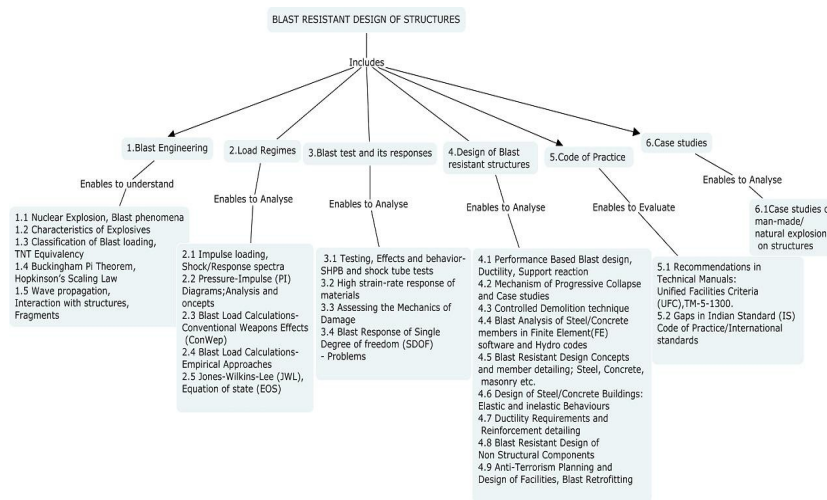 BLAST RESISTANT DESIGN OF STRUCTURES
Includes
1.Blast Engineering
2.Load Regimes
3.Blast test and its responses
4.Design of Blast
resistant structures
5.Code of Practice
6.Case studies
Enables to understand
Enables to Analyse
Enables to Analyse
Enables to Analyse
Enables to Evaluate
Enables to Analyse
1.1 Nuclear Explosion, Blast phenomena
1.2 Characteristics of Explosives
1.3 Classification of Blast loading,
TNT Equivalency
1.4 Buckingham Pi Theorem,
Hopkinson's Scaling Law
1.5 Wave propagation,
Interaction with structures,
Fragments
2.1 Impulse loading,
Shock/Response spectra
2.2 Pressure-Impulse (PI)
Diagrams;Analysis and
oncepts
2.3 Blast Load Calculations-
Conventional Weapons Effects
(ConWep)
2.4 Blast Load Calculations-
Empirical Approaches
2.5 Jones-Wilkins-Lee (JWL),
Equation of state (EOS)
3.1 Testing, Effects and behavior-
SHPB and shock tube tests
3.2 High strain-rate response of
materials
3.3 Assessing the Mechanics of
Damage
3.4 Blast Response of Single
Degree of freedom (SDOF)
- Problems
4.1 Performance Based Blast design,
Ductility, Support reaction
4.2 Mechanism of Progressive Collapse
and Case studies
4.3 Controlled Demolition technique
4.4 Blast Analysis of Steel/Concrete
members in Finite Element(FE)
software and Hydro codes
4.5 Blast Resistant Design Concepts
and member detailing; Steel, Concrete,
masonry etc.
4.6 Design of Steel/Concrete Buildings:
Elastic and inelastic Behaviours
4.7 Ductility Requirements and
Reinforcement detailing
4.8 Blast Resistant Design of
Non Structural Components
4.9 Anti-Terrorism Planning and
Design of Facilities, Blast Retrofitting
5.1 Recommendations in
Technical Manuals:
Unified Facilities Criteria
(UFC),TM-5-1300.
5.2 Gaps in Indian Standard (IS)
Code of Practice/International
standards
6.1Case studies
man-made/
natural explosion
on structures